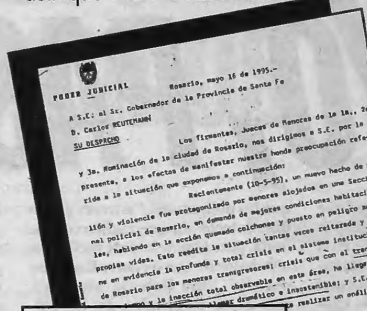 PODER JUDICIAL
Rosario, mayo 16 de 1995.-
A S.E.: al Sr. Gobernador de la Provincia de Santa Fe
D. Carlos REUTEMANN
SU DESPACHO
Los firmantes, Jueces de Menores de la 1a., 2a
y 3a. Nominación de la ciudad de Rosario, nos dirigimos a S.E. por la
presente, a los efectos de manifestar nuestra honda preocupación refe
rida a la situación que exponemos a continuación:
Recientemente (10-5-95), un nuevo hecho de
lión y violencia fue protagonizado por menores alojados en una Secci
nal policial de Rosario, en demanda de mejores condiciones habitaci
les, habiendo en la acción quemado colchones y puesto en peligro s
propias vidas. Esto reedita la situación tantas veces reiterada y
ne en evidencia la profunda y total crisis en el sistema instituci
de Rosario para los menores transgresores; crisis que con el tra
y la inacción total observable en esta área, ha lleg
dramático e insostenible; y S.E.
realizar un análi